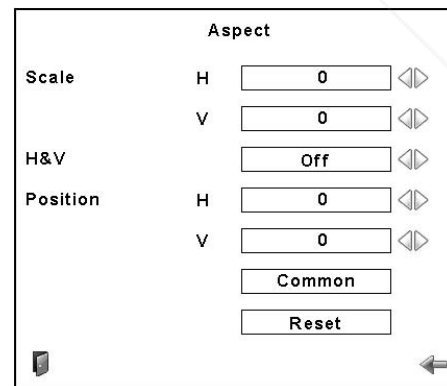 Aspect
Scale H 0
V 0
H&V Off
Position H 0
V 0
Common
Reset